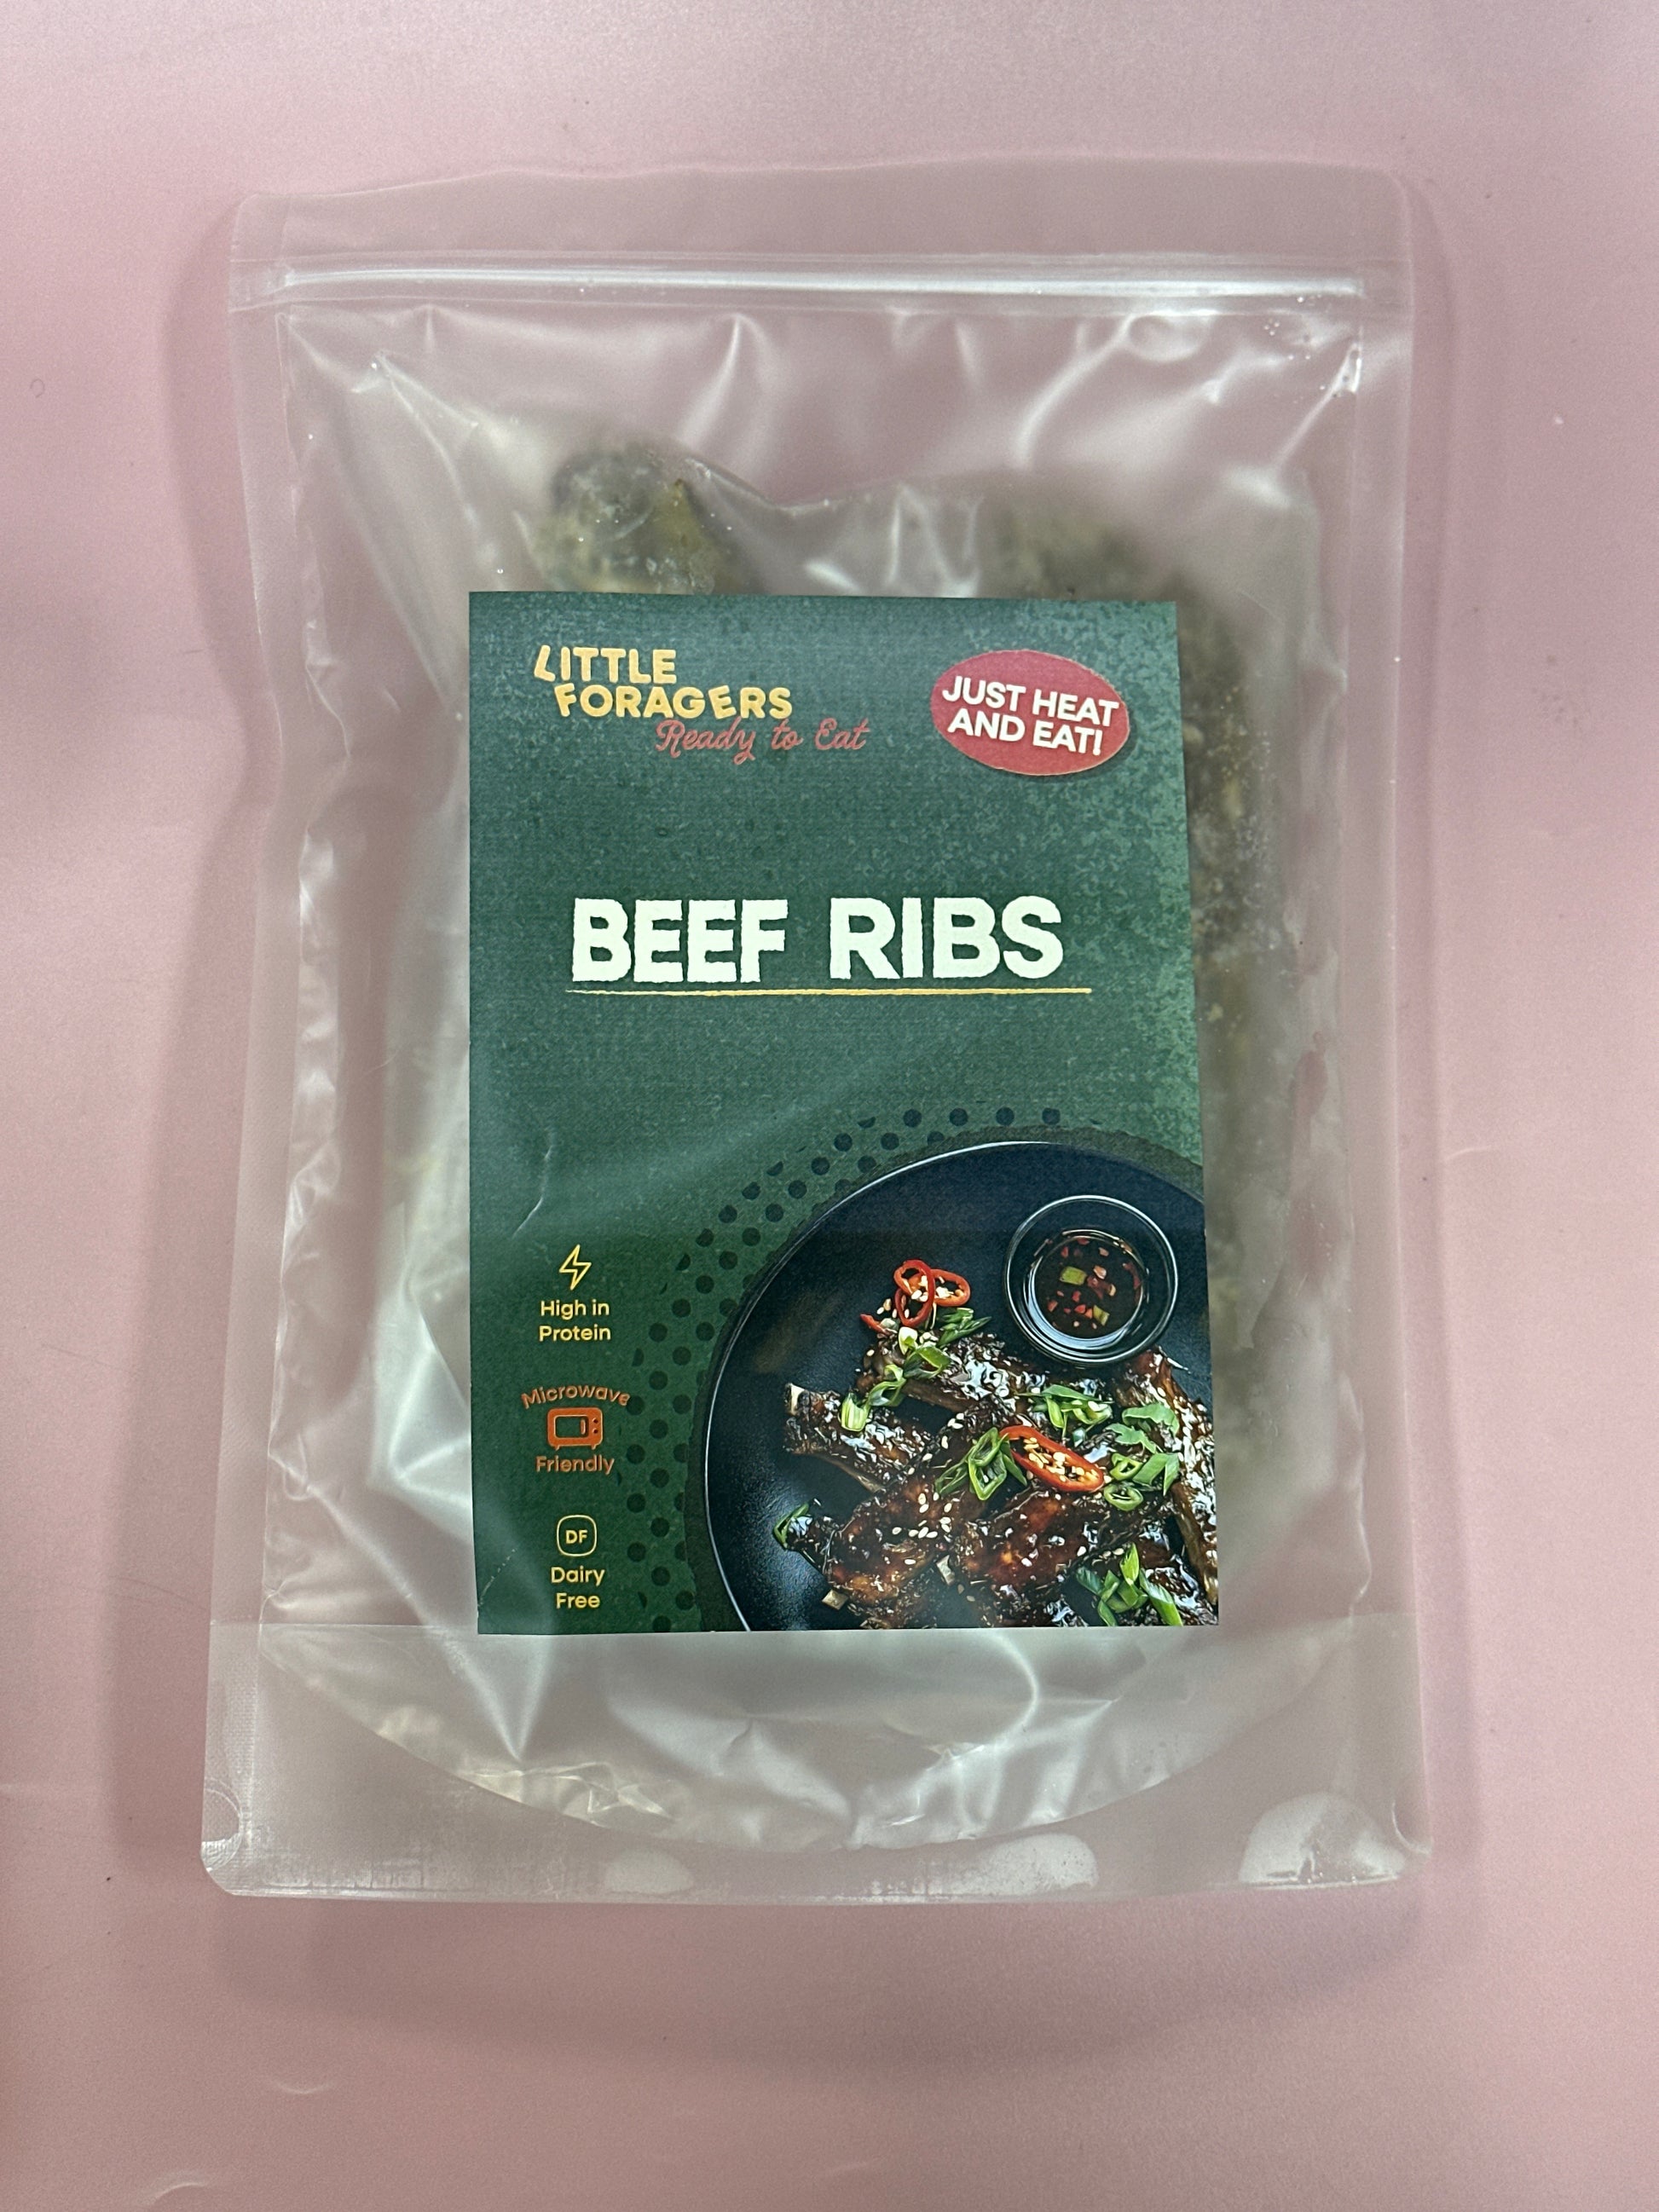 LITTLE
FORAGERS
Ready to Eat
JUST HEAT
AND EAT!
BEEF RIBS
High in
Protein
Microwave
Friendly
DF
Dairy
Free